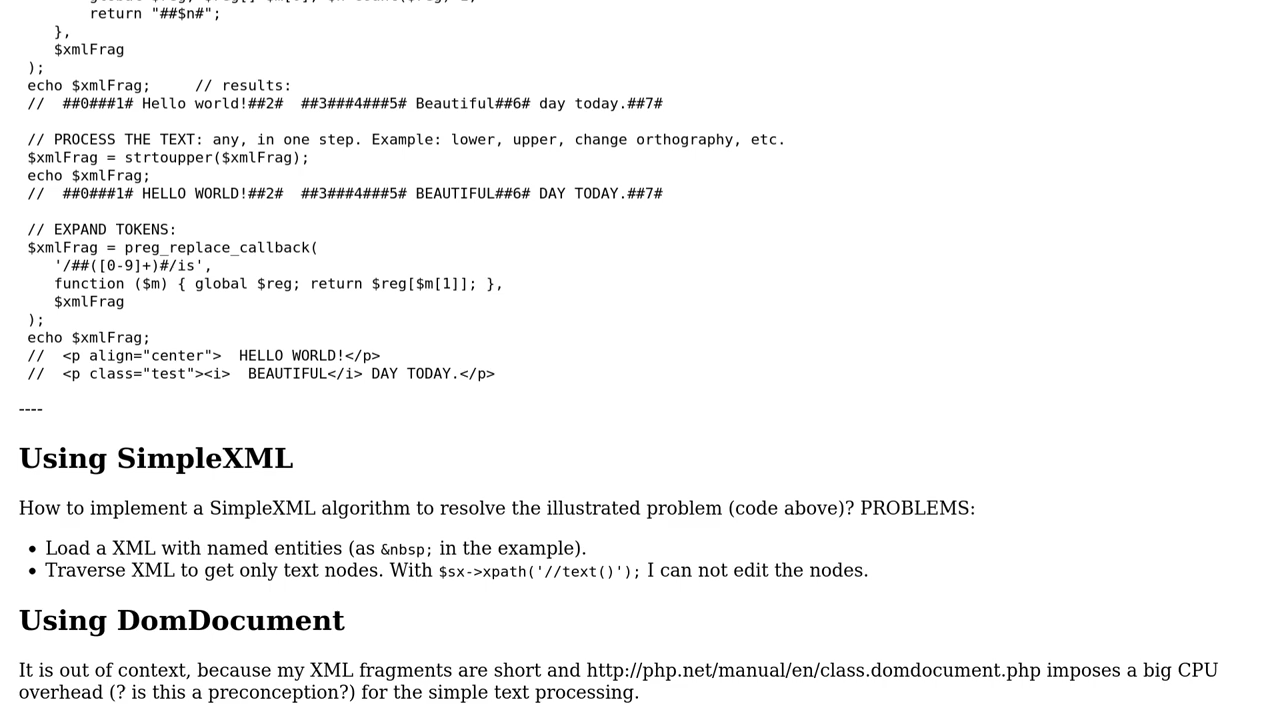 return "##$n#";
},
$xmlFrag
);
echo $xmlFrag;     // results:
//  ##0###1# Hello world!##2#  ##3###4###5# Beautiful##6# day today.##7#
// PROCESS THE TEXT: any, in one step. Example: lower, upper, change orthography, etc.
$xmlFrag = strtoupper($xmlFrag);
echo $xmlFrag;
//  ##0###1# HELLO WORLD!##2#  ##3###4###5# BEAUTIFUL##6# DAY TODAY.##7#
// EXPAND TOKENS:
$xmlFrag = preg_replace_callback(
'/##([0-9]+)#/is',
function ($m) { global $reg; return $reg[$m[1]]; },
$xmlFrag
);
echo $xmlFrag;
//  <p align="center">  HELLO WORLD!</p>
//  <p class="test"><i>  BEAUTIFUL</i> DAY TODAY.</p>
----
Using SimpleXML
How to implement a SimpleXML algorithm to resolve the illustrated problem (code above)? PROBLEMS:
• Load a XML with named entities (as &nbsp; in the example).
• Traverse XML to get only text nodes. With $sx->xpath('//text()'); I can not edit the nodes.
Using DomDocument
It is out of context, because my XML fragments are short and http://php.net/manual/en/class.domdocument.php imposes a big CPU
overhead (? is this a preconception?) for the simple text processing.